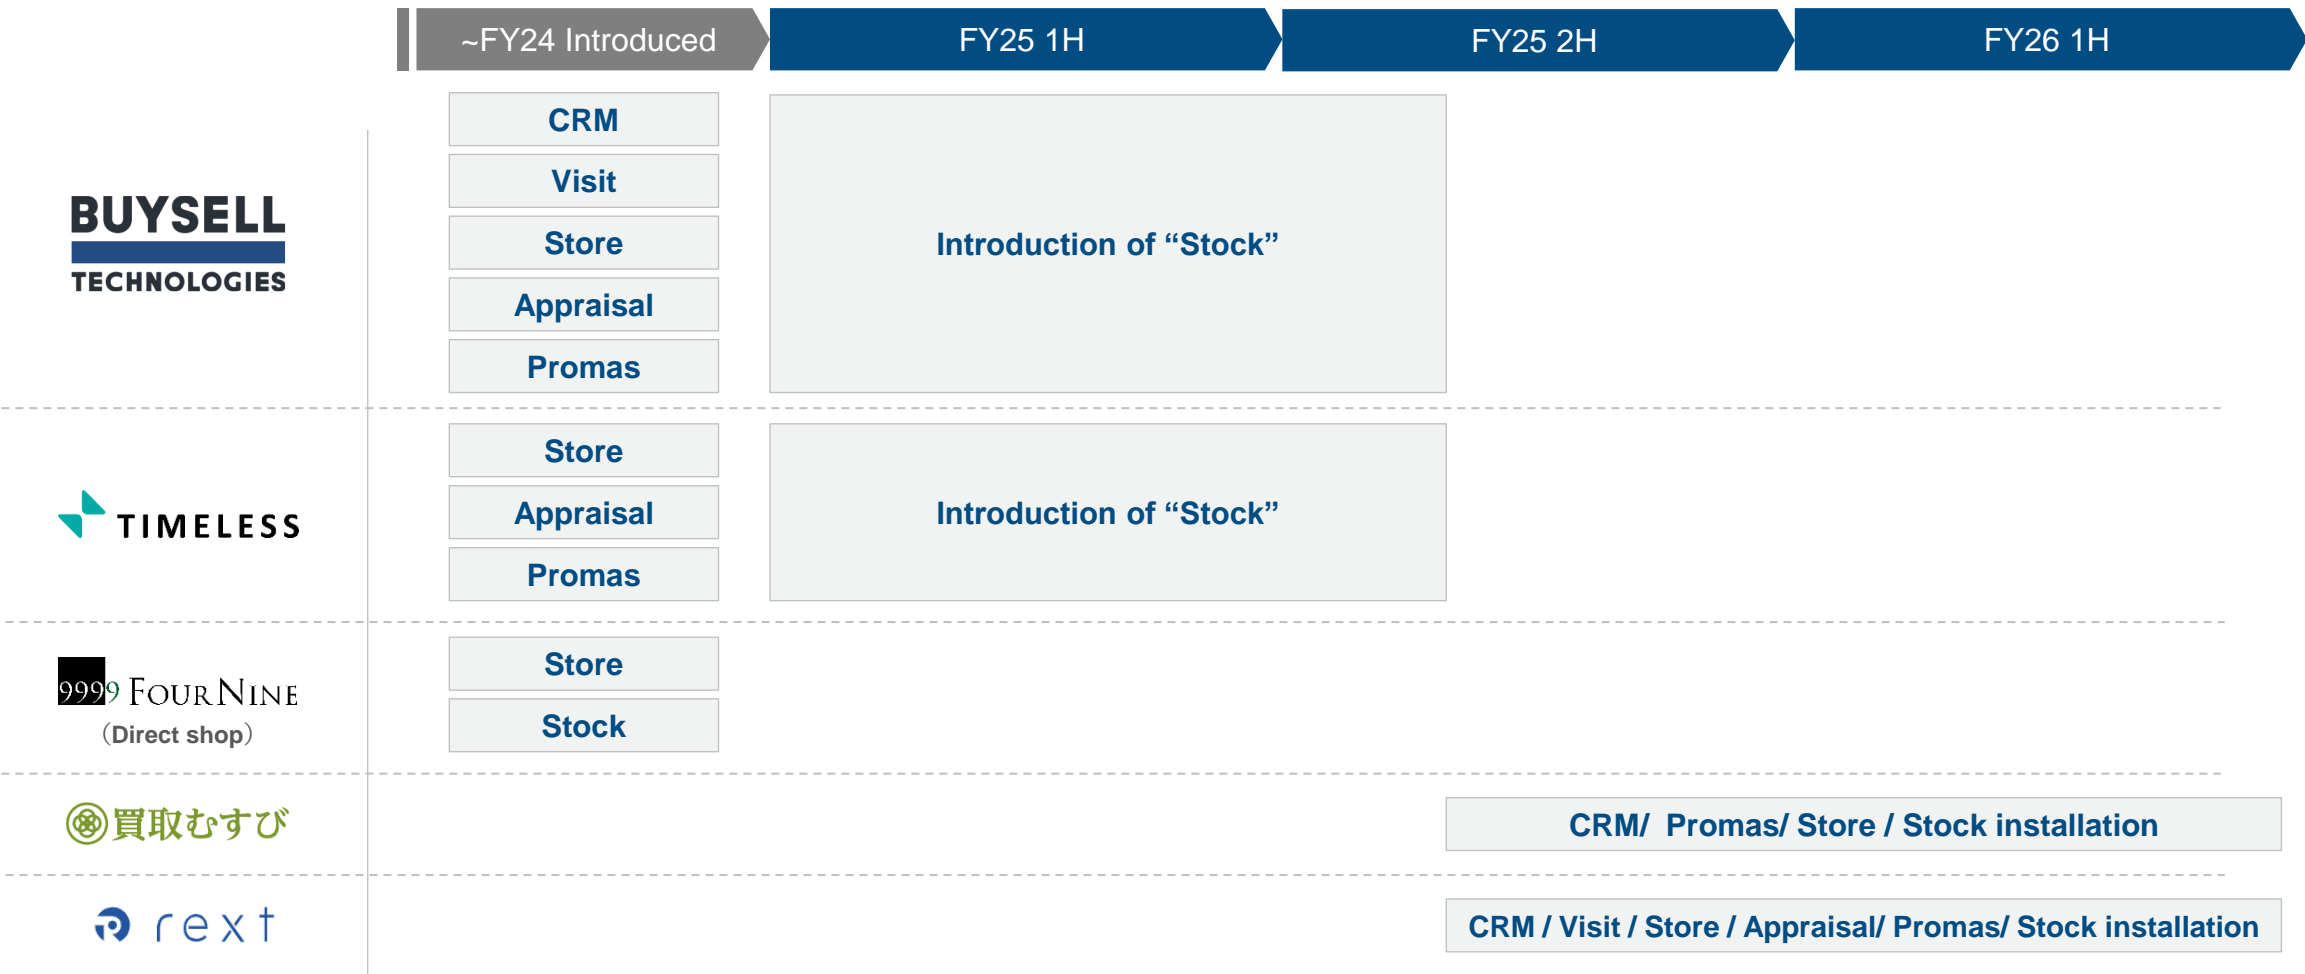 ~FY24 Introduced
FY25 1H
FY25 2H
FY26 1H
BUYSELL
TECHNOLOGIES
CRM
Visit
Store
Appraisal
Promas
Introduction of “Stock”
TIMELESS
Store
Appraisal
Promas
Introduction of “Stock”
9999 FOURNINE
（Direct shop）
Store
Stock
買取むすび
CRM/ Promas/ Store / Stock installation
rext
CRM / Visit / Store / Appraisal/ Promas/ Stock installation